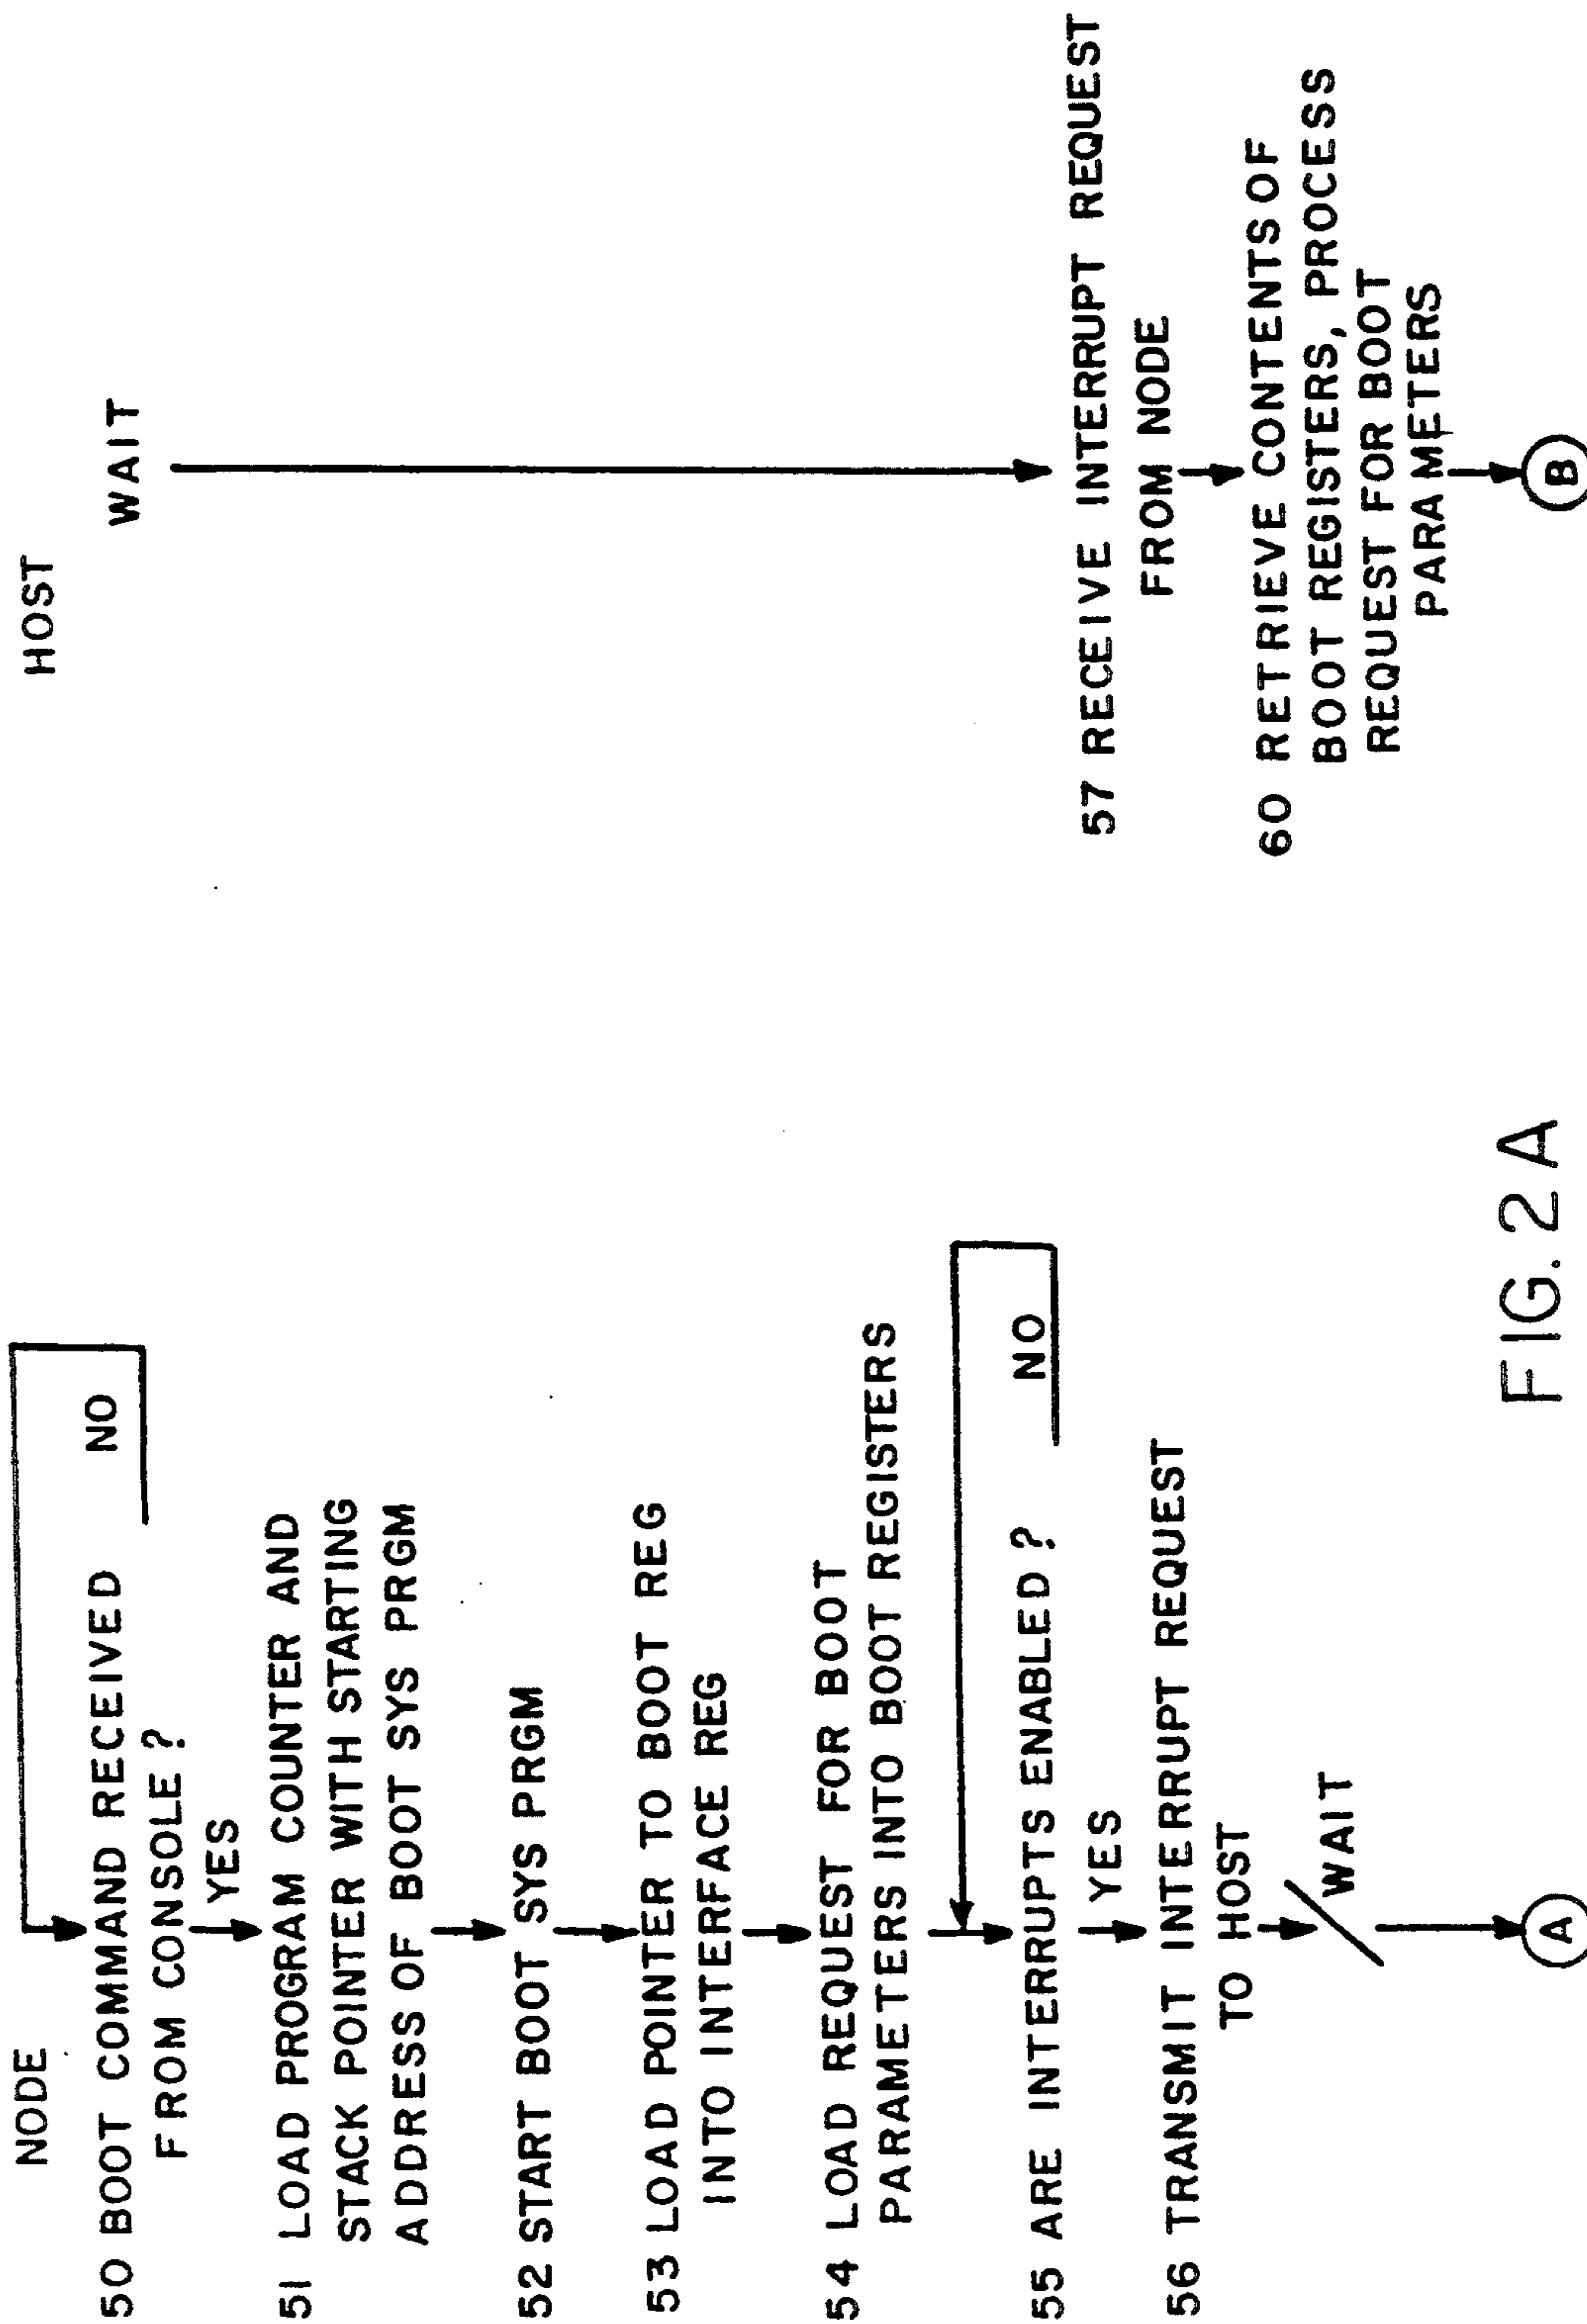 NODE
50 BOOT COMMAND RECEIVED
FROM CONSOLE?
NO
YES
51 LOAD PROGRAM COUNTER AND
STACK POINTER WITH STARTING
ADDRESS OF BOOT SYS PRGM
52 START BOOT SYS PRGM
53 LOAD POINTER TO BOOT REG
INTO INTERFACE REG
54 LOAD REQUEST FOR BOOT
PARAMETERS INTO BOOT REGISTERS
55 ARE INTERRUPTS ENABLED?
NO
YES
56 TRANSMIT INTERRUPT REQUEST
TO HOST
WAIT
A
HOST
WAIT
57 RECEIVE INTERRUPT REQUEST
FROM NODE
60 RETRIEVE CONTENTS OF
BOOT REGISTERS, PROCESS
REQUEST FOR BOOT
PARAMETERS
B
FIG. 2A